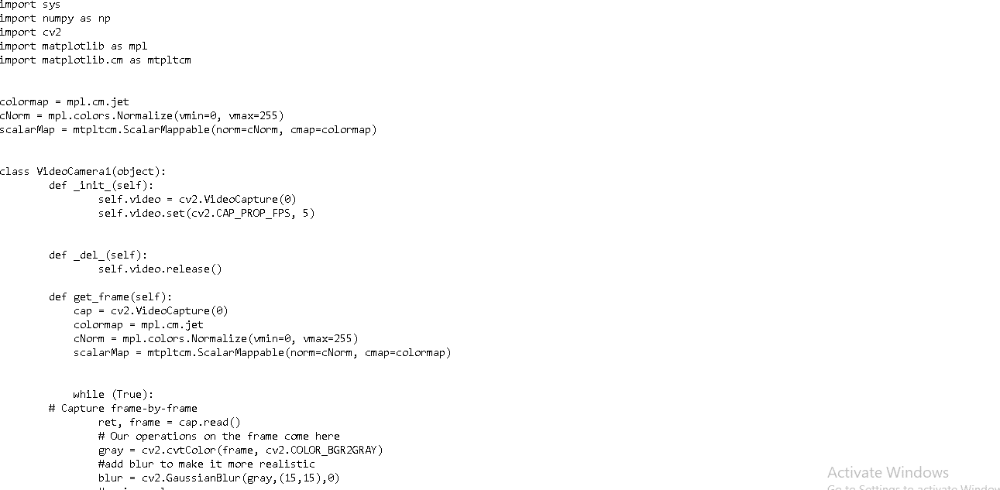 import sys
import numpy as np
import cv2
import matplotlib as mpl
import matplotlib.cm as mtpltcm
colormap = mpl.cm.jet
cNorm = mpl.colors.Normalize(vmin=0, vmax=255)
scalarMap = mtpltcm.ScalarMappable(norm=cNorm, cmap=colormap)
class VideoCamera1(object):
def _init_(self):
self.video = cv2.VideoCapture(0)
self.video.set(cv2.CAP_PROP_FPS, 5)
def _del_(self):
self.video.release()
def get_frame(self):
cap = cv2.VideoCapture(0)
colormap = mpl.cm.jet
cNorm = mpl.colors.Normalize(vmin=0, vmax=255)
scalarMap = mtpltcm.ScalarMappable(norm=cNorm, cmap=colormap)
while (True):
# Capture frame-by-frame
ret, frame = cap.read()
# Our operations on the frame come here
gray = cv2.cvtColor(frame, cv2.COLOR_BGR2GRAY)
#add blur to make it more realistic
blur = cv2.GaussianBlur(gray,(15,15),0)
Activate Windows
Go to Settings to activate Window